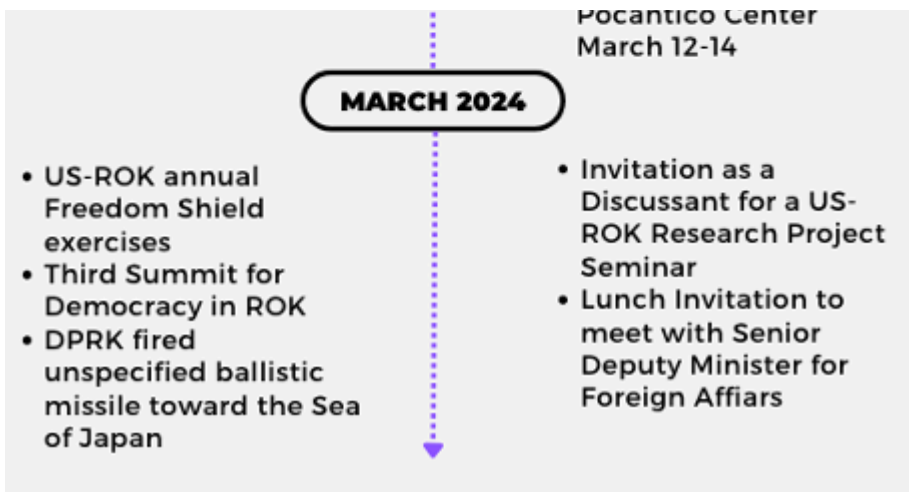 Pocantico Center
March 12-14
MARCH 2024
• US-ROK annual
Freedom Shield
exercises
• Third Summit for
Democracy in ROK
• DPRK fired
unspecified ballistic
missile toward the Sea
of Japan
• Invitation as a
Discussant for a US-
ROK Research Project
Seminar
• Lunch Invitation to
meet with Senior
Deputy Minister for
Foreign Affiars